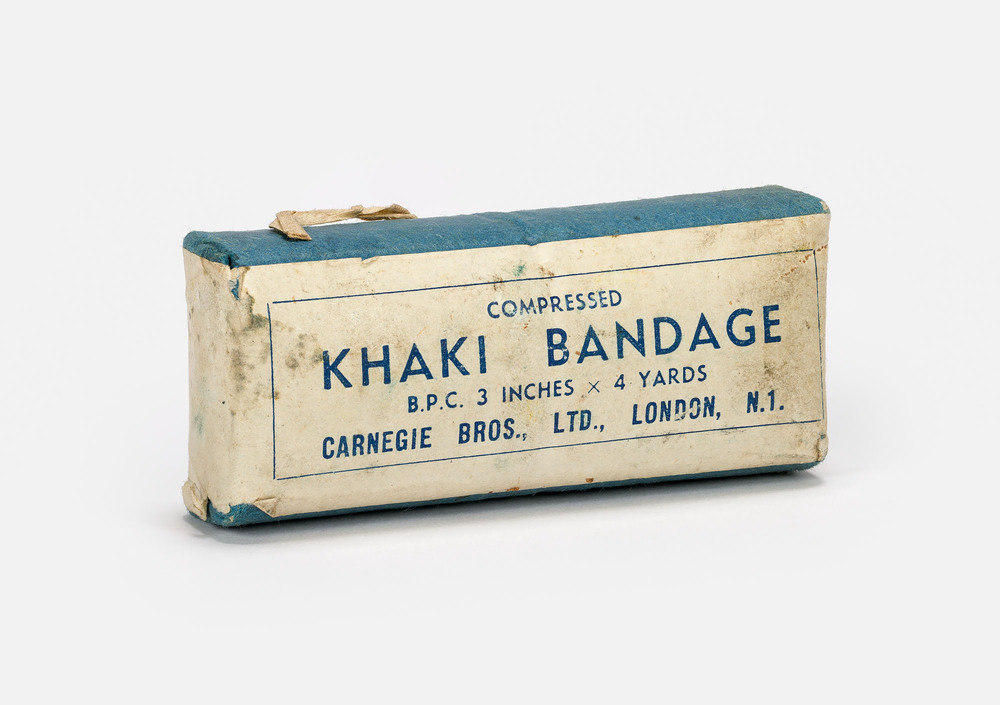 COMPRESSED
KHAKI BANDAGE
B.P.C. 3 INCHES × 4 YARDS
CARNEGIE BROS., LTD., LONDON, N.1.